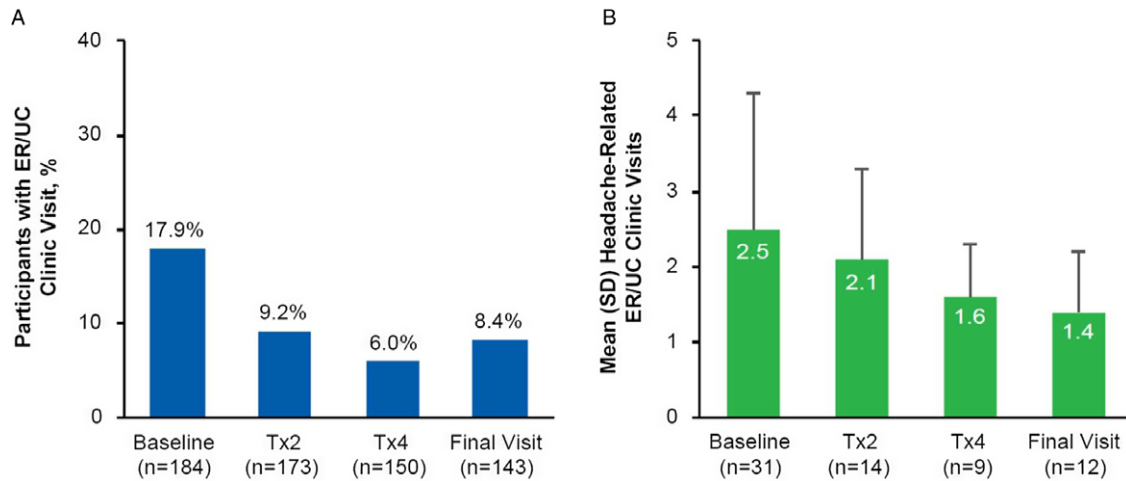 A
Participants with ER/UC
Clinic Visit, %
40
30
20
10
0
17.9%
9.2%
6.0%
8.4%
Baseline
(n=184)
Tx2
(n=173)
Tx4
(n=150)
Final Visit
(n=143)
B
Mean (SD) Headache-Related
ER/UC Clinic Visits
5
4
3
2
1
0
2.5
2.1
1.6
1.4
Baseline
(n=31)
Tx2
(n=14)
Tx4
(n=9)
Final Visit
(n=12)